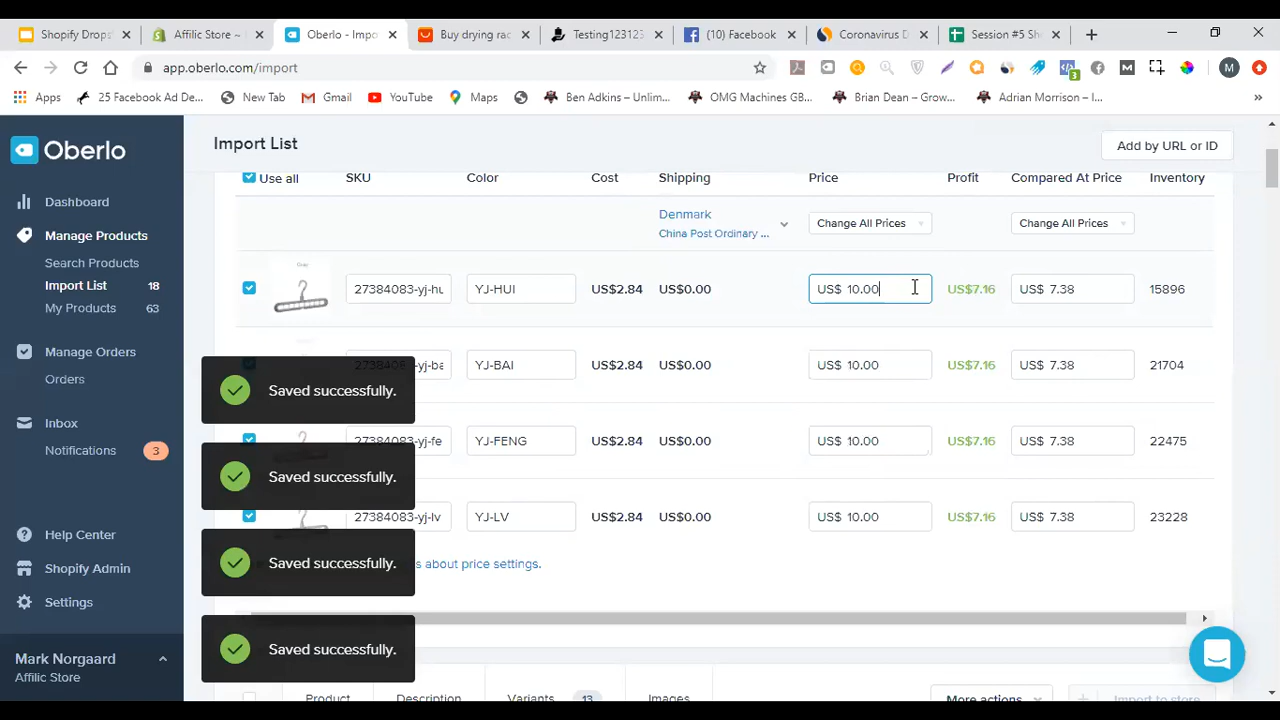 Shopify Drops
Affilic Store ~
Oberlo - Impo
Buy drying rac
Testing123123
(10) Facebook
Coronavirus D
Session #5 Sh
app.oberlo.com/import
3
M
Apps
25 Facebook Ad De...
New Tab
Gmail
YouTube
Maps
Ben Adkins – Unlim...
OMG Machines GB...
Brian Dean – Grow...
Adrian Morrison – I...
»
Oberlo
Import List
Add by URL or ID
Use all SKU Color Cost Shipping Price Profit Compared At Price Inventory
Dashboard
Denmark
China Post Ordinary ...
Change All Prices
Change All Prices
Manage Products
Search Products
Import List 18
My Products 63
27384083-yj-hu YJ-HUI US$2.84 US$0.00 US$ 10.00 US$7.16 US$ 7.38 15896
Manage Orders
Orders
27384083-yj-ba YJ-BAI US$2.84 US$0.00 US$ 10.00 US$7.16 US$ 7.38 21704
Saved successfully.
Inbox
Notifications 3
27384083-yj-fe YJ-FENG US$2.84 US$0.00 US$ 10.00 US$7.16 US$ 7.38 22475
Saved successfully.
27384083-yj-lv YJ-LV US$2.84 US$0.00 US$ 10.00 US$7.16 US$ 7.38 23228
Help Center
Saved successfully.
s about price settings.
Shopify Admin
Settings
Saved successfully.
Mark Norgaard
Affilic Store
Product Description Variants 13 Images More actions Import to store